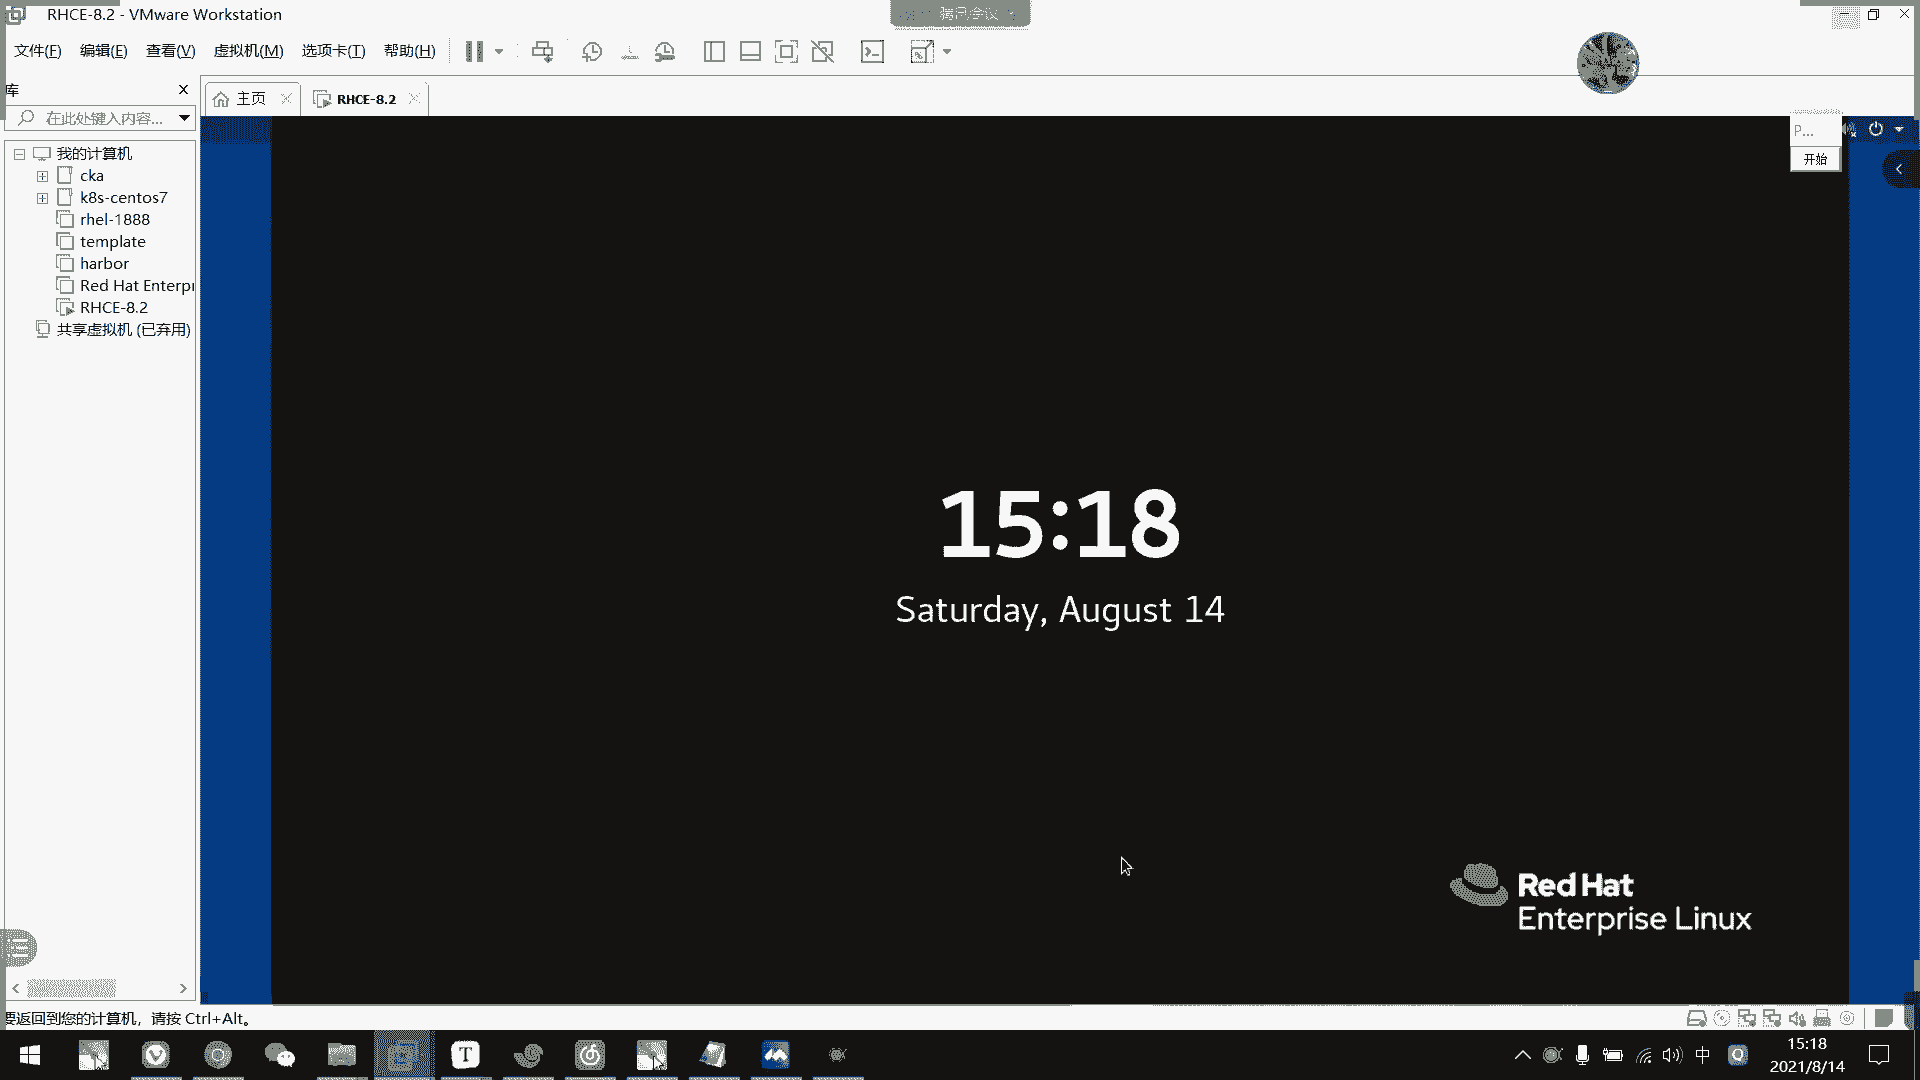 RHCE-8.2 - VMware Workstation
腾讯会议
文件(F) 编辑(E) 查看(V) 虚拟机(M) 选项卡(T) 帮助(H)
库
主页
RHCE-8.2
在此处键入内容...
P...
开始
我的计算机
cka
k8s-centos7
rhel-1888
template
harbor
Red Hat Enterpr
RHCE-8.2
共享虚拟机 (已弃用)
15:18
Saturday, August 14
Red Hat
Enterprise Linux
要返回到您的计算机，请按 Ctrl+Alt。
中
15:18
2021/8/14